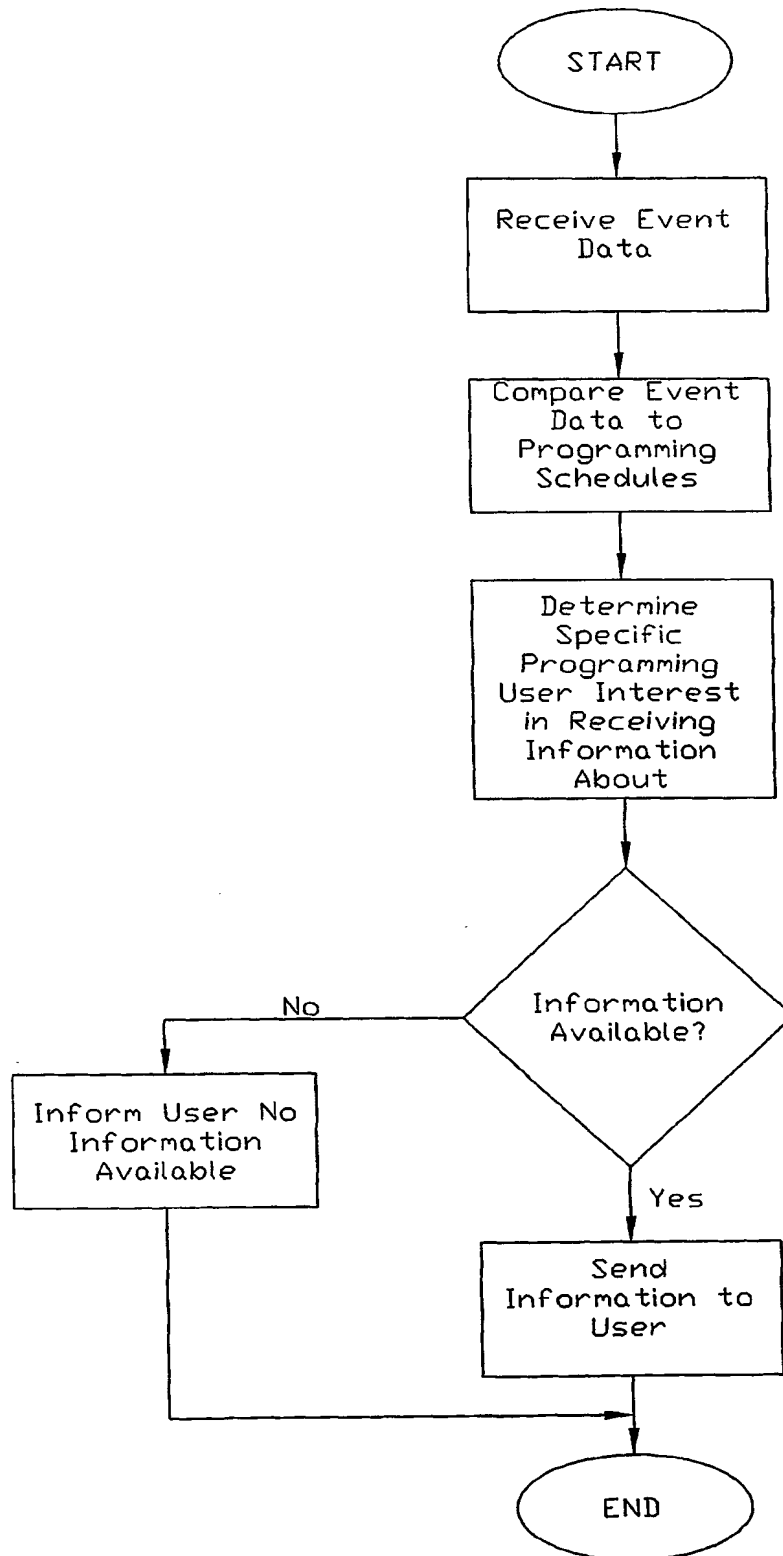 START
Receive Event
Data
Compare Event
Data to
Programming
Schedules
Determine
Specific
Programming
User Interest
in Receiving
Information
About
Information
Available?
No
Inform User No
Information
Available
Yes
Send
Information to
User
END